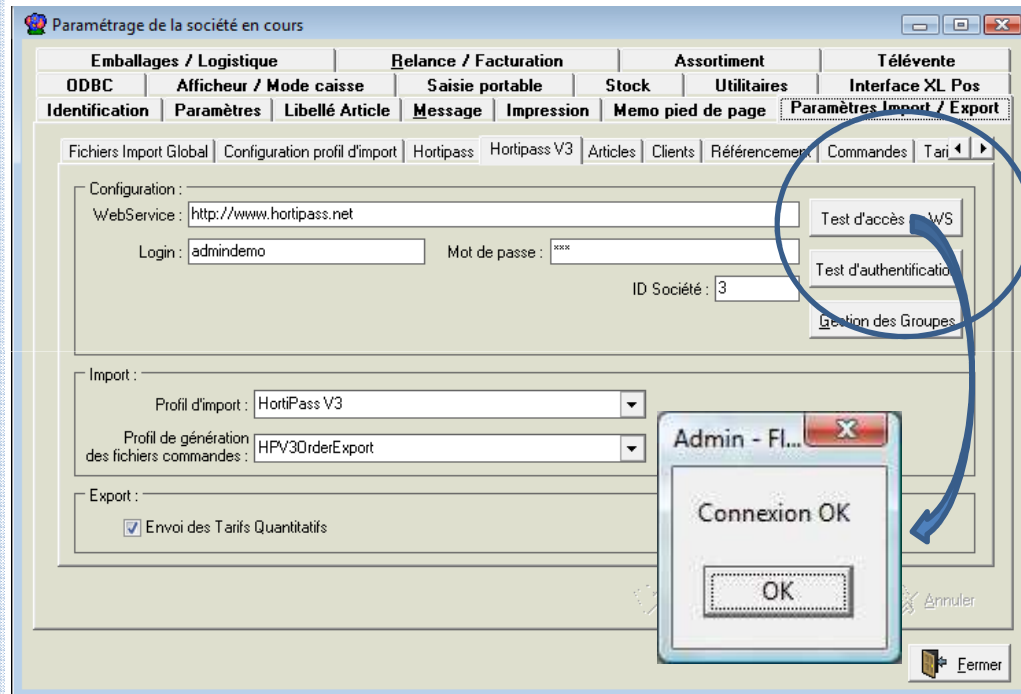 Paramétrage de la société en cours
Emballages / Logistique Relance / Facturation Assortiment Télévente
ODBC Afficheur / Mode caisse Saisie portable Stock Utilitaires Interface XL Pos
Identification Paramètres Libellé Article Message Impression Memo pied de page Paramètres Import / Export
Fichiers Import Global Configuration profil d'import Hortipass Hortipass V3 Articles Clients Référencement Commandes Tari
Configuration :
WebService : http://www.hortipass.net Test d'accès WS
Login : admindemo Mot de passe : *** Test d'authentification
ID Société : 3
Gestion des Groupes
Import :
Profil d'import : HortiPass V3
Profil de génération
des fichiers commandes : HPV3OrderExport
Export :
Envoi des Tarifs Quantitatifs
Admin - Fl...
Connexion OK
OK
Annuler
Fermer